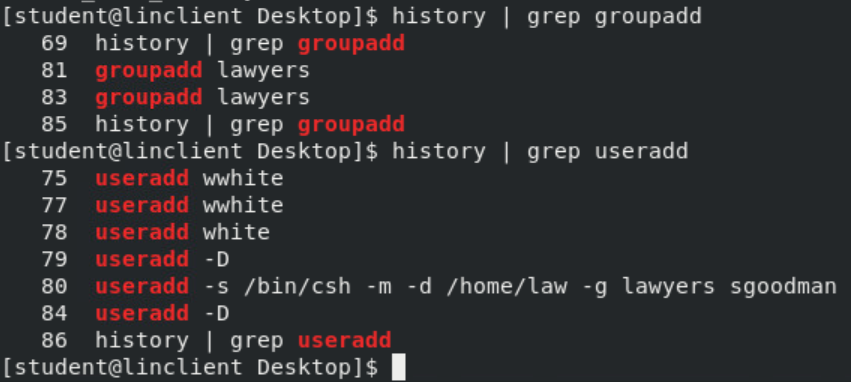 [student@linclient Desktop]$ history | grep groupadd
69 history | grep groupadd
81 groupadd lawyers
83 groupadd lawyers
85 history | grep groupadd
[student@linclient Desktop]$ history | grep useradd
75 useradd wwhite
77 useradd wwhite
78 useradd white
79 useradd -D
80 useradd -s /bin/csh -m -d /home/law -g lawyers sgoodman
84 useradd -D
86 history | grep useradd
[student@linclient Desktop]$